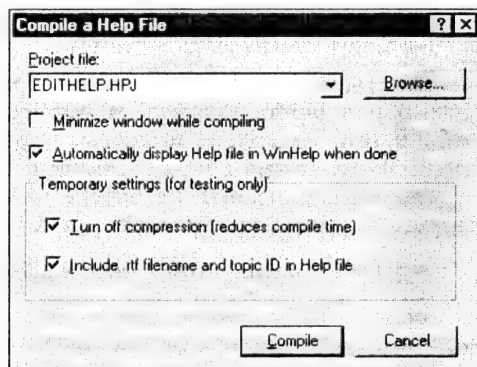 Compile a Help File
Project file:
EDITHELP.HPJ
Browse...
Minimize window while compiling
Automatically display Help file in WinHelp when done
Temporary settings (for testing only)
Turn off compression (reduces compile time)
Include .rtf filename and topic ID in Help file
Compile
Cancel